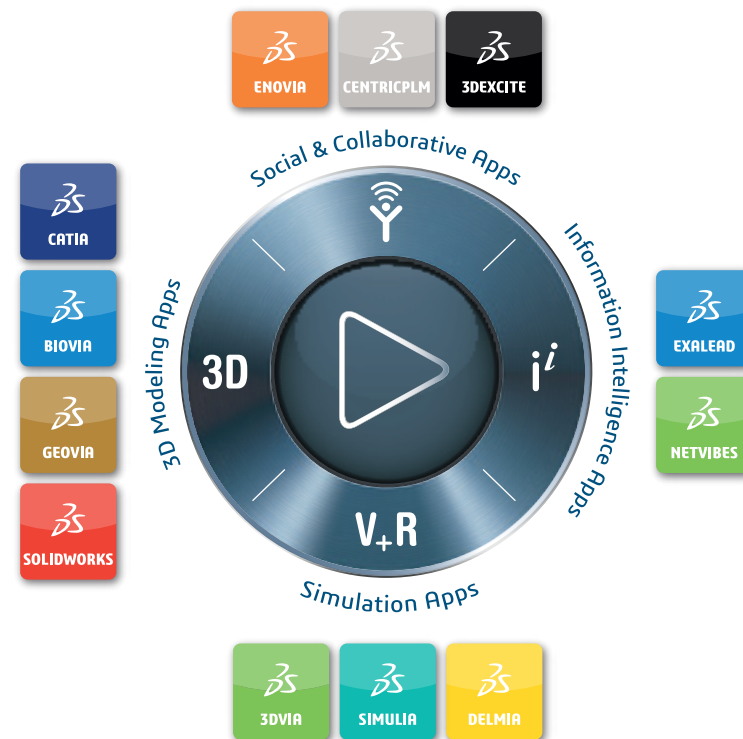 ENOVIA
CENTRICPLM
3DEXCITE
Social & Collaborative Apps
CATIA
BIOVIA
GEOVIA
SOLIDWORKS
3D Modeling Apps
3D
i i
V+R
Information Intelligence Apps
EXALEAD
NETVIBES
Simulation Apps
3DVIA
SIMULIA
DELMIA